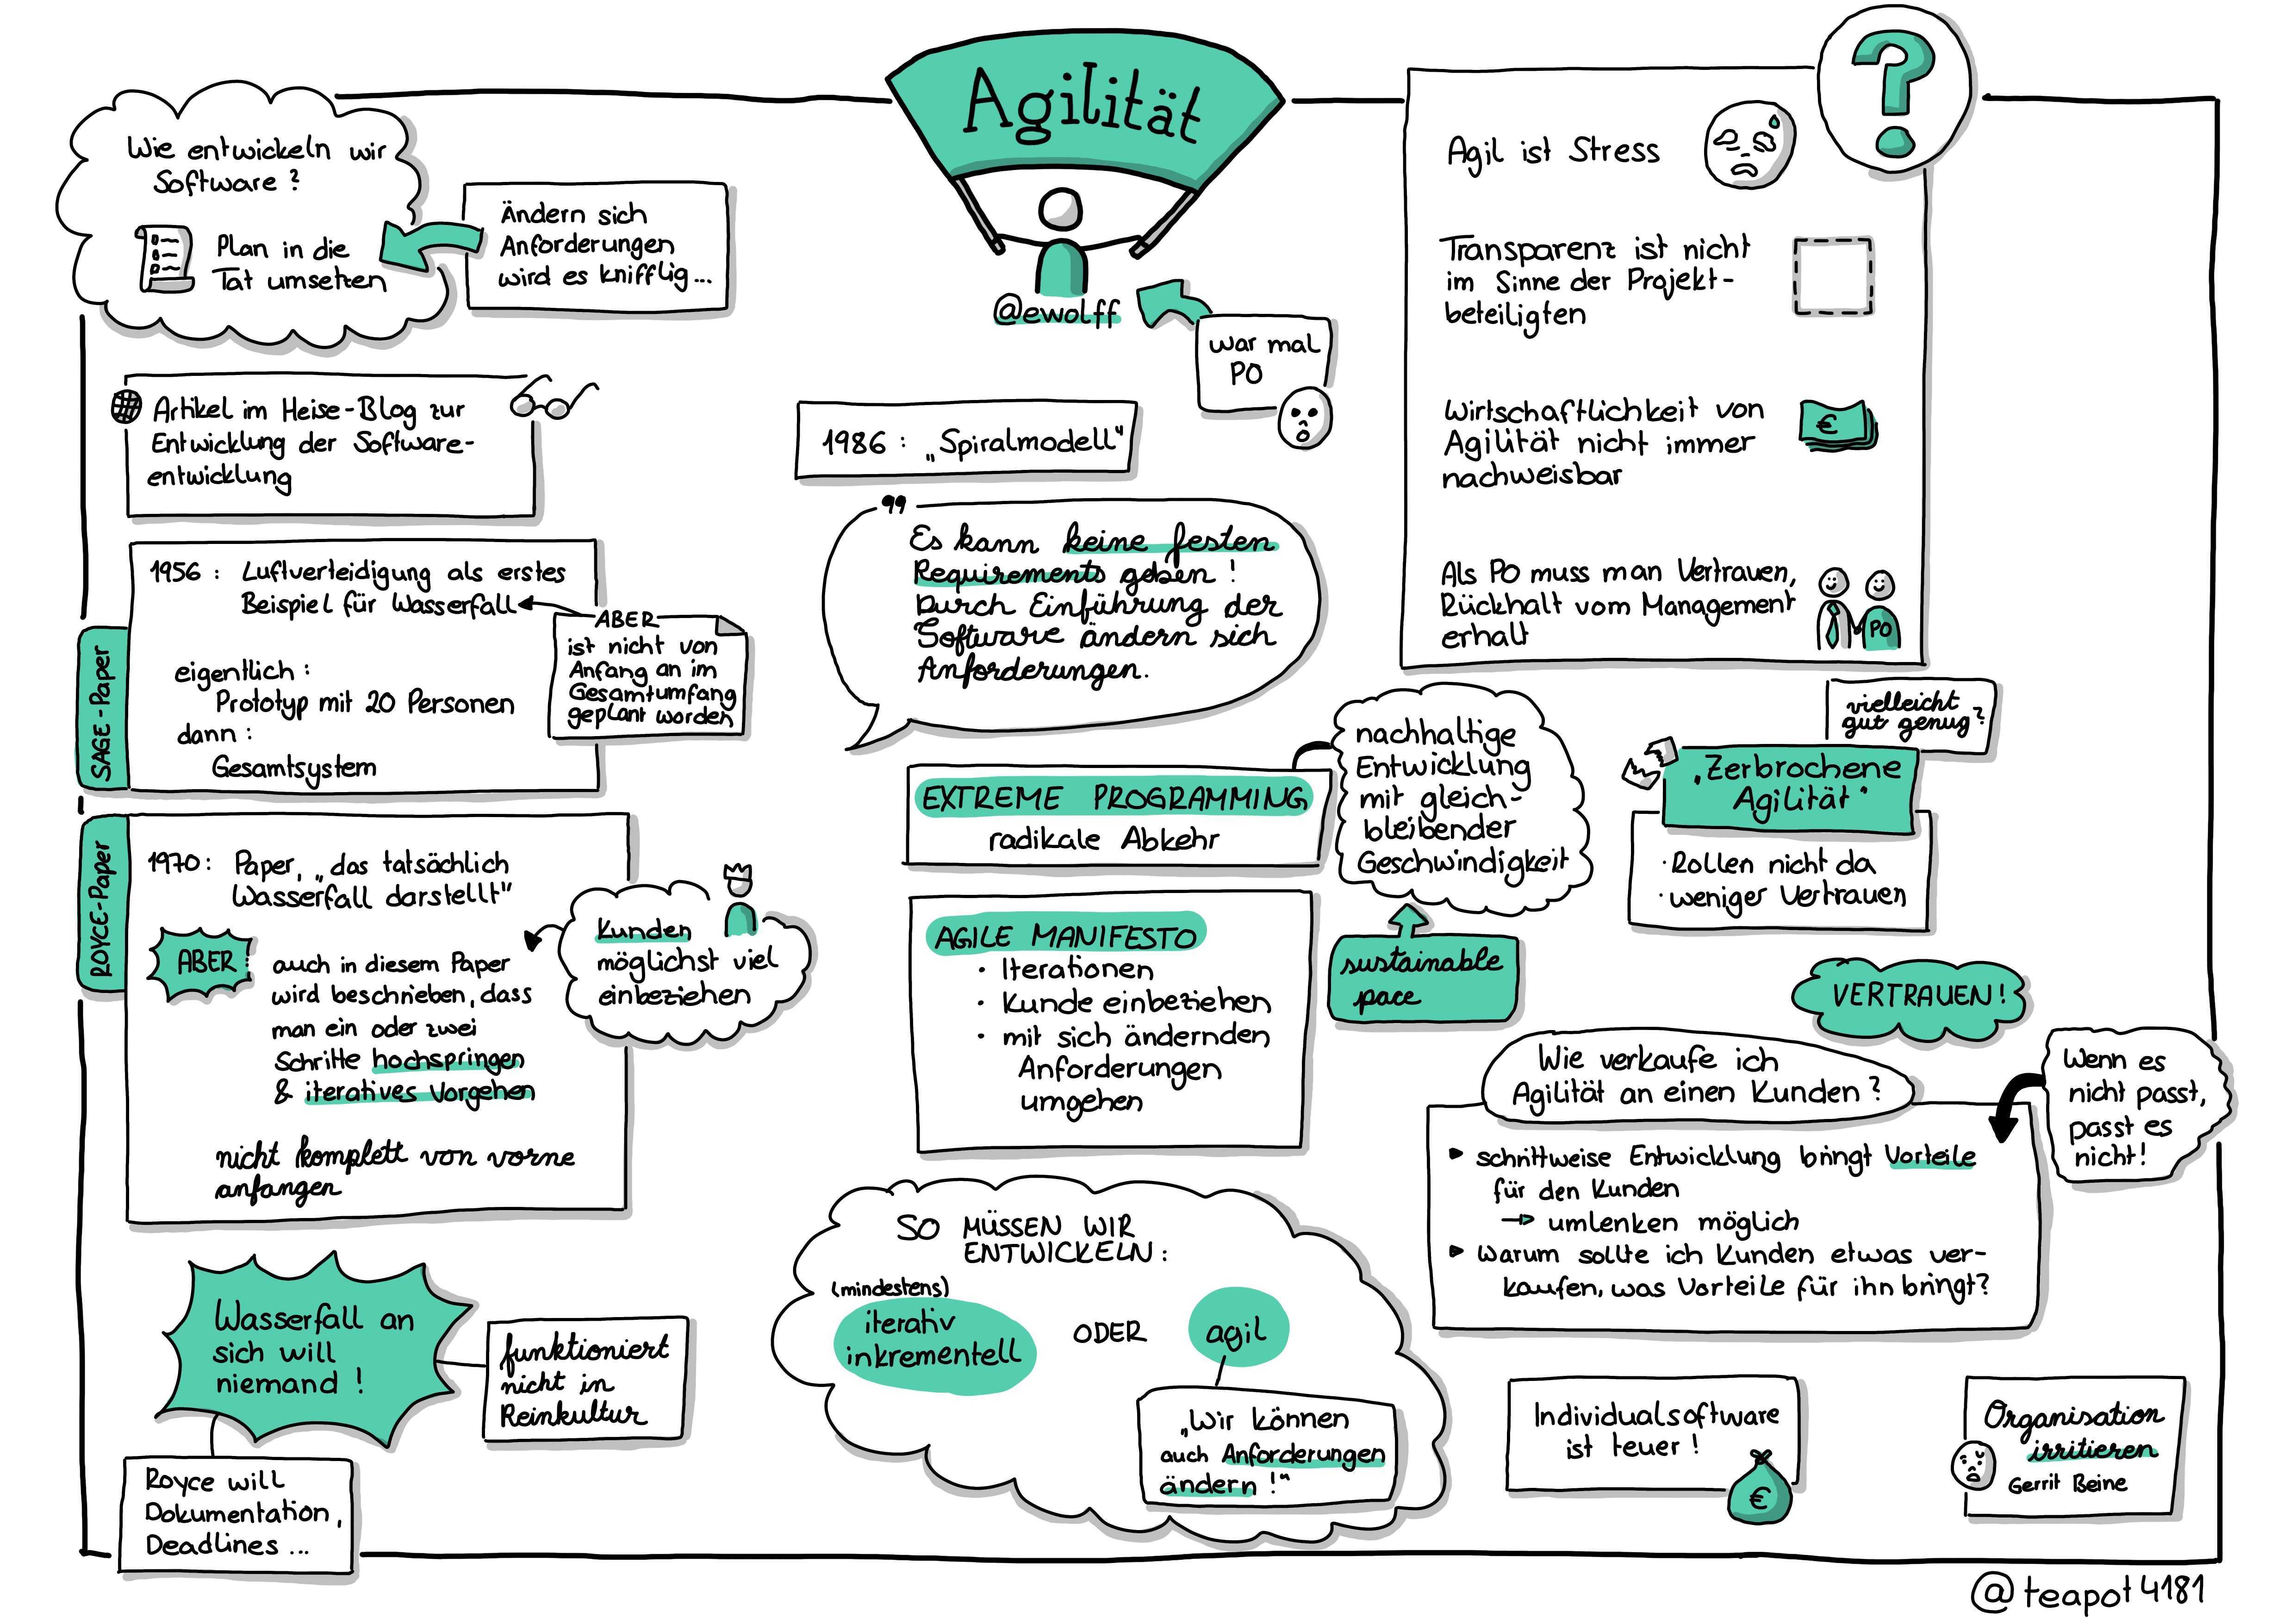 Agilität
@ewolff
war mal
PO
Wie entwickeln wir
Software?
Plan in die
Tat umsetzen
Ändern sich
Anforderungen
wird es knifflig...
Artikel im Heise-Blog zur
Entwicklung der Software-
entwicklung
SAGE-Paper
1956: Luftverteidigung als erstes
Beispiel für Wasserfall
eigentlich:
Prototyp mit 20 Personen
dann:
Gesamtsystem
ABER
ist nicht von
Anfang an im
Gesamtumfang
geplant worden
ROYCE-Paper
1970: Paper, „das tatsächlich
Wasserfall darstellt"
ABER!
auch in diesem Paper
wird beschrieben, dass
man ein oder zwei
Schritte hochspringen
& iteratives Vorgehen
nicht komplett von vorne
anfangen
Kunden
möglichst viel
einbeziehen
Wasserfall an
sich will
niemand!
funktioniert
nicht in
Reinkultur
Royce will
Dokumentation,
Deadlines...
1986: „Spiralmodell"
"
Es kann keine festen
Requirements geben!
Durch Einführung der
Software ändern sich
Anforderungen.
EXTREME PROGRAMMING
radikale Abkehr
nachhaltige
Entwicklung
mit gleich-
bleibender
Geschwindigkeit
sustainable
pace
AGILE MANIFESTO
· Iterationen
· Kunde einbeziehen
· mit sich ändernden
Anforderungen
umgehen
SO MÜSSEN WIR
ENTWICKELN:
(mindestens)
iterativ
inkrementell
ODER
agil
„Wir können
auch Anforderungen
ändern!"
?
Agil ist Stress
Transparenz ist nicht
im Sinne der Projekt-
beteiligten
Wirtschaftlichkeit von
Agilität nicht immer
nachweisbar
€
Als PO muss man Vertrauen,
Rückhalt vom Management
erhalt
PO
vielleicht
gut genug?
„Zerbrochene
Agilität"
· Rollen nicht da
· weniger Vertrauen
VERTRAUEN!
Wie verkaufe ich
Agilität an einen Kunden?
Wenn es
nicht passt,
passt es
nicht!
▸ schrittweise Entwicklung bringt Vorteile
für den Kunden
→ umlenken möglich
▸ Warum sollte ich Kunden etwas ver-
kaufen, was Vorteile für ihn bringt?
Individualsoftware
ist teuer!
€
Organisation
irritieren
Gerrit Beine
@teapot4181